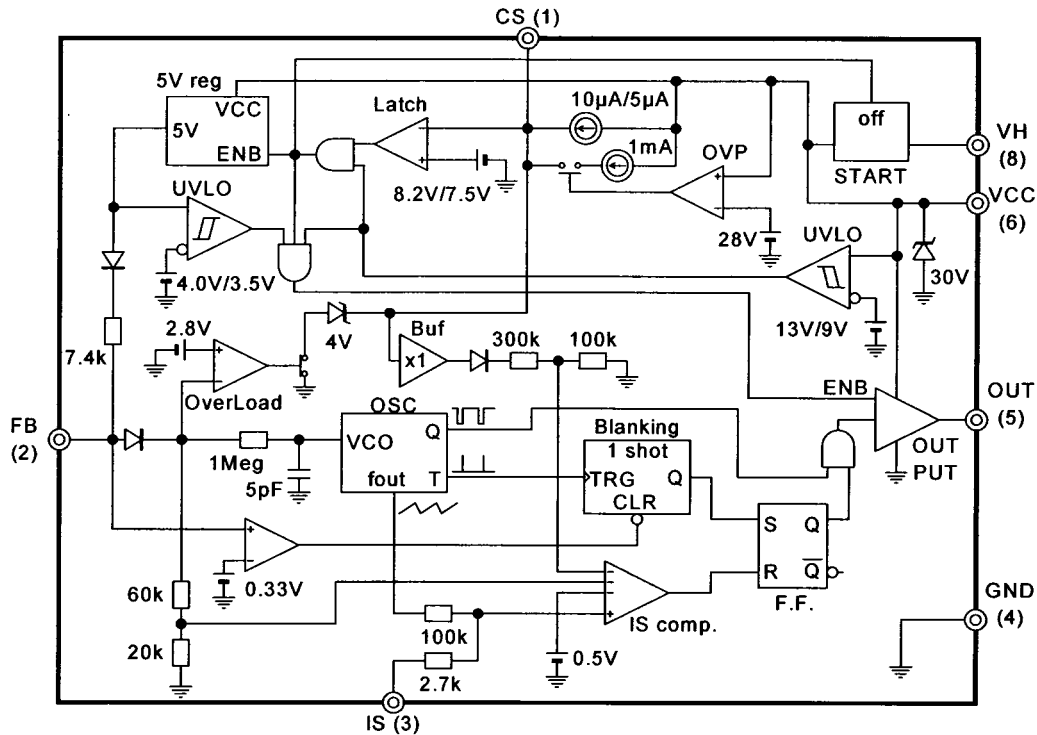 CS (1)
5V reg
VCC
5V
ENB
Latch
8.2V/7.5V
10μA/5μA
1mA
OVP
28V
off
START
VH
(8)
VCC
(6)
UVLO
4.0V/3.5V
UVLO
13V/9V
30V
7.4k
2.8V
OverLoad
4V
Buf
x1
300k
100k
ENB
OUT
PUT
OUT
(5)
FB
(2)
1Meg
5pF
OSC
VCO
Q
fout
T
Blanking
1 shot
TRG
Q
CLR
S
Q
R
Q
F.F.
0.33V
60k
20k
100k
2.7k
IS comp.
0.5V
GND
(4)
IS (3)